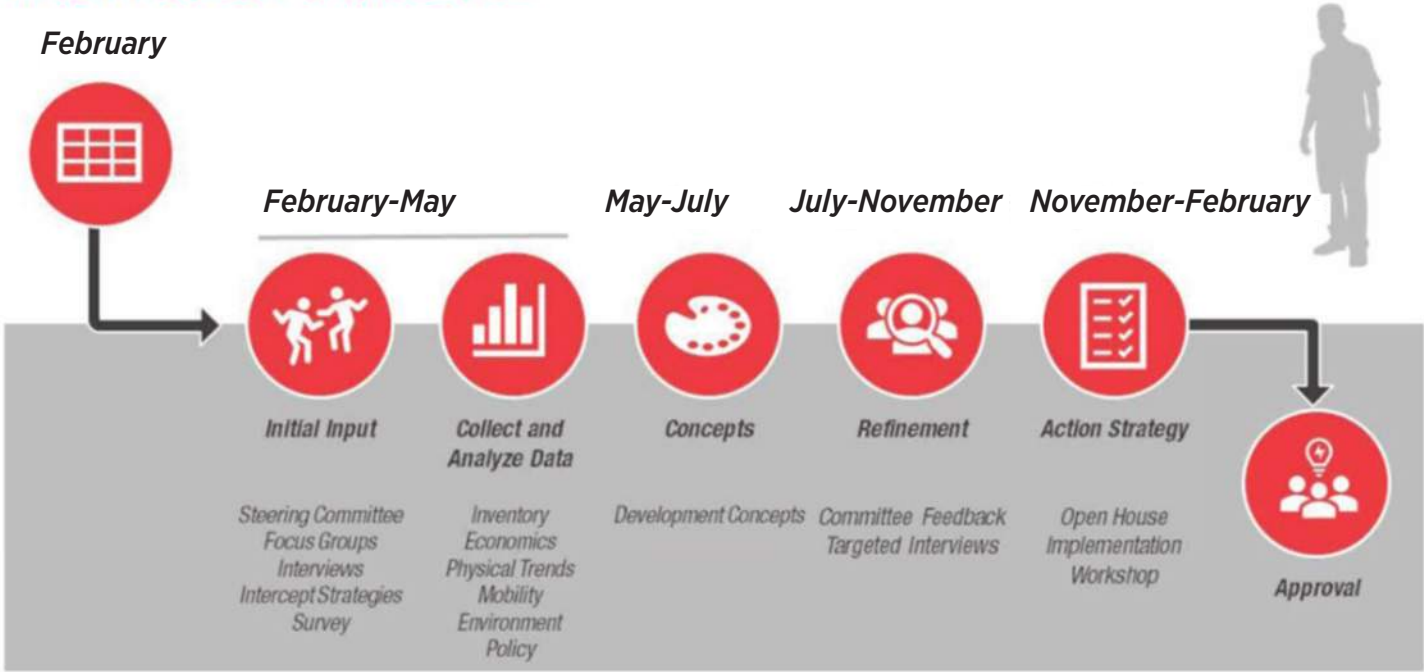 February
February-May
May-July
July-November
November-February
Initial Input
Collect and
Analyze Data
Concepts
Refinement
Action Strategy
Steering Committee
Focus Groups
Interviews
Intercept Strategies
Survey
Inventory
Economics
Physical Trends
Mobility
Environment
Policy
Development Concepts
Committee Feedback
Targeted Interviews
Open House
Implementation
Workshop
Approval